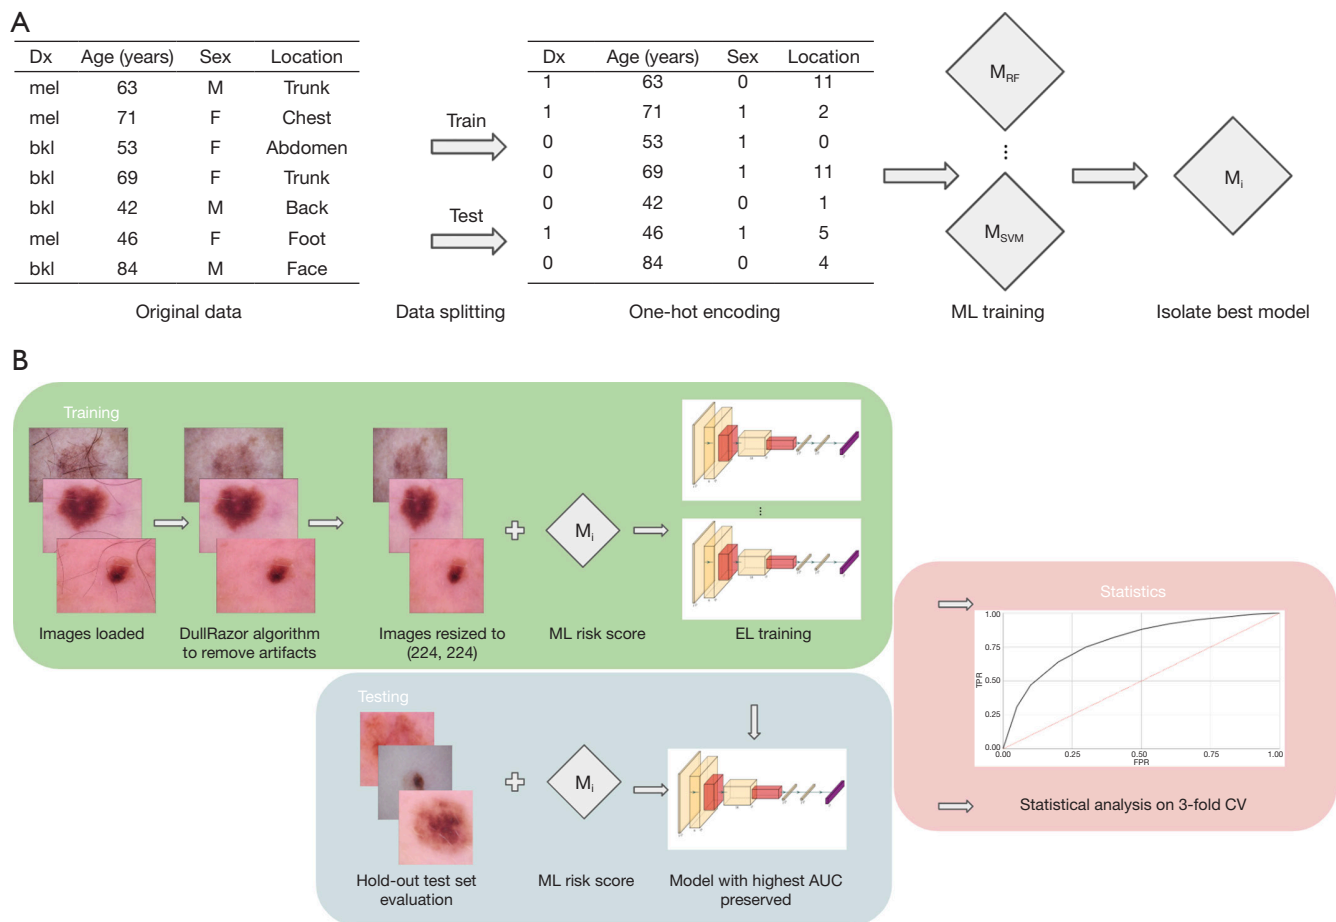 A
Dx Age (years) Sex Location
mel 63 M Trunk
mel 71 F Chest
bkl 53 F Abdomen
bkl 69 F Trunk
bkl 42 M Back
mel 46 F Foot
bkl 84 M Face
Original data
Train
Test
Data splitting
Dx Age (years) Sex Location
1 63 0 11
1 71 1 2
0 53 1 0
0 69 1 11
0 42 0 1
1 46 1 5
0 84 0 4
One-hot encoding
M_RF
⋮
M_SVM
ML training
M_i
Isolate best model
B
Training
Images loaded
DullRazor algorithm
to remove artifacts
Images resized to
(224, 224)
+
M_i
ML risk score
...
EL training
Testing
Hold-out test set
evaluation
+
M_i
ML risk score
Model with highest AUC
preserved
Statistics
1.00
0.75
0.50
0.25
0.00
TPR
0.00 0.25 0.50 0.75 1.00
FPR
Statistical analysis on 3-fold CV